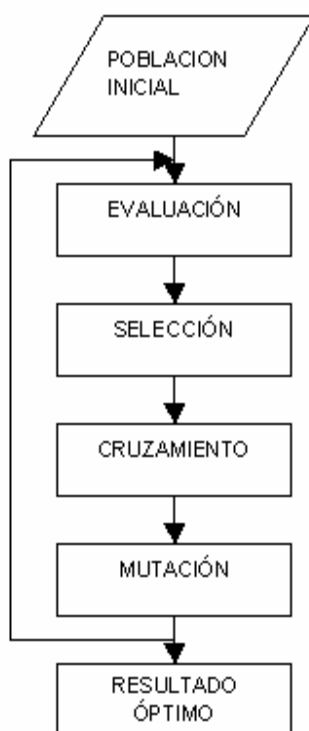 POBLACION
INICIAL
EVALUACIÓN
SELECCIÓN
CRUZAMIENTO
MUTACIÓN
RESULTADO
ÓPTIMO